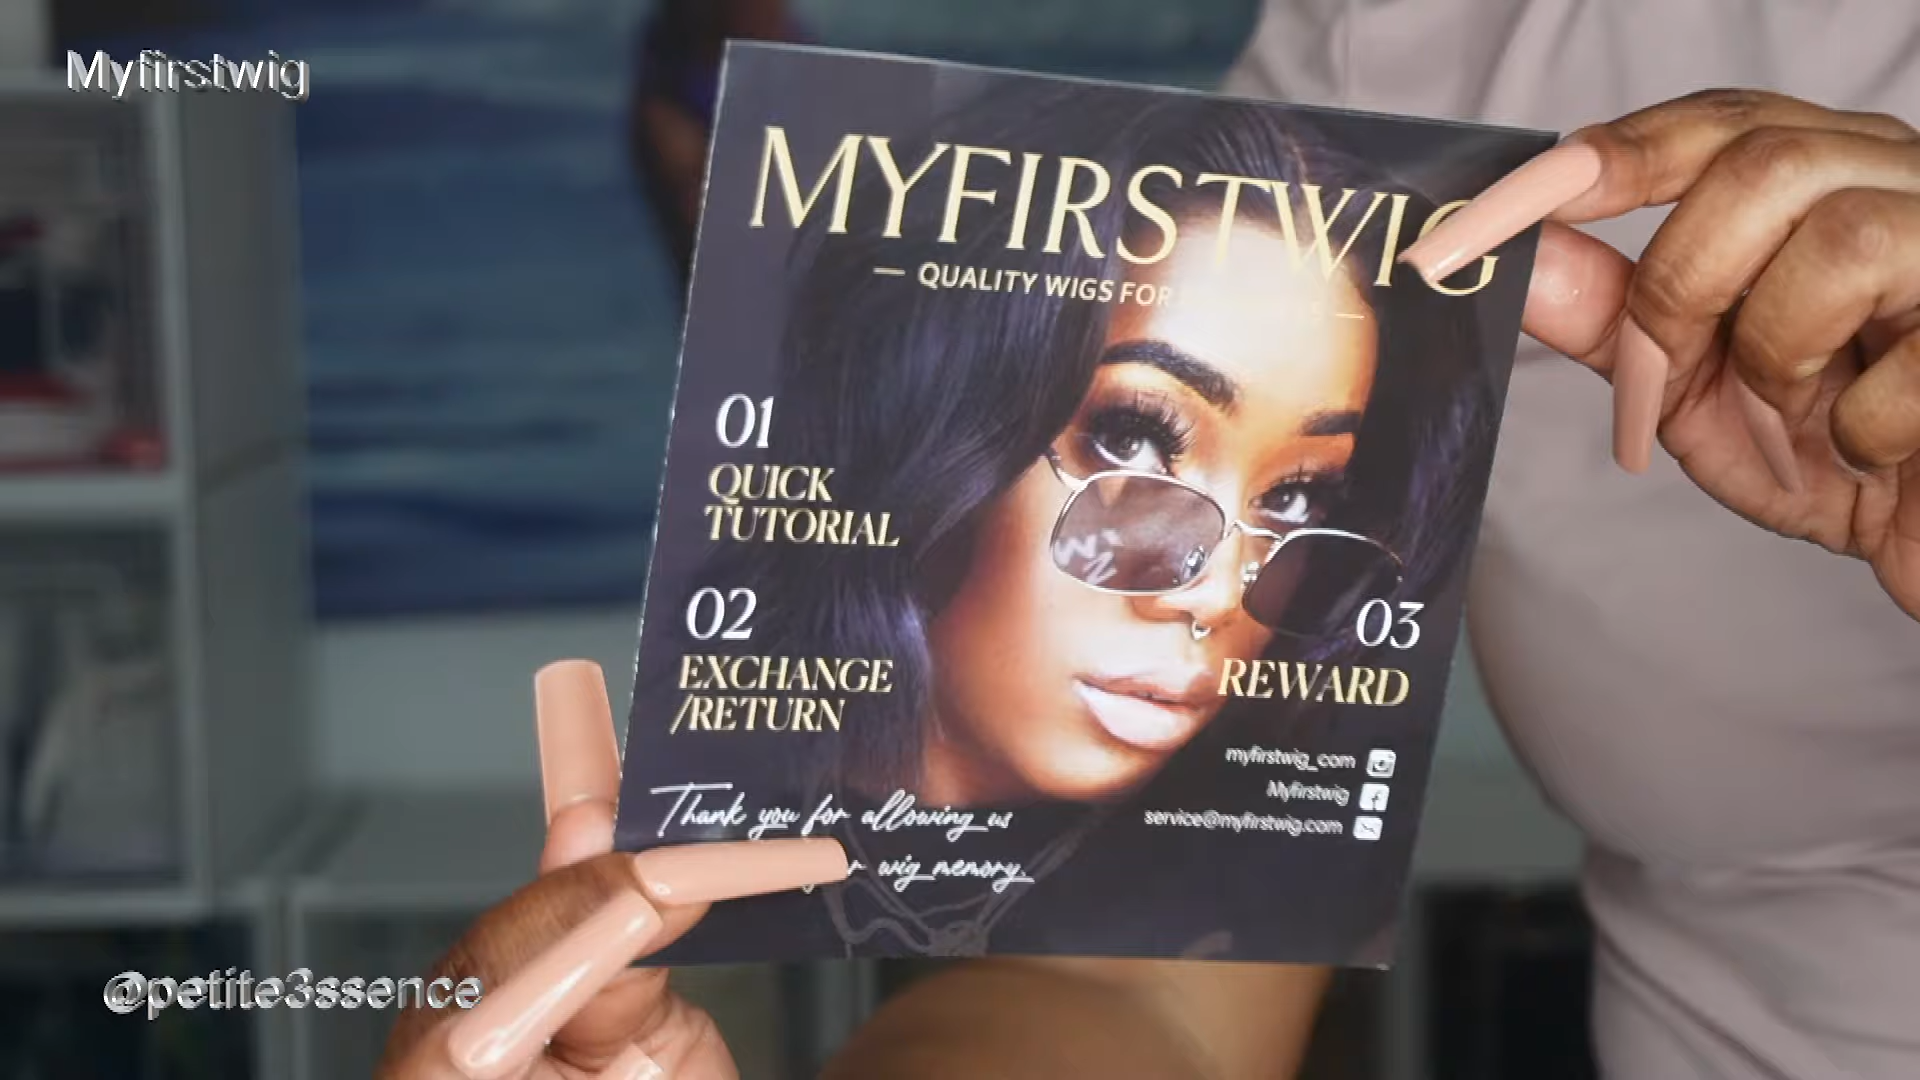 Myfirstwig
MYFIRSTWIG
— QUALITY WIGS FOR
01
QUICK
TUTORIAL
02
EXCHANGE
/RETURN
03
REWARD
myfirstwig_com
Myfirstwig
service@myfirstwig.com
Thank you for allowing us
wig memory.
@petite3ssence